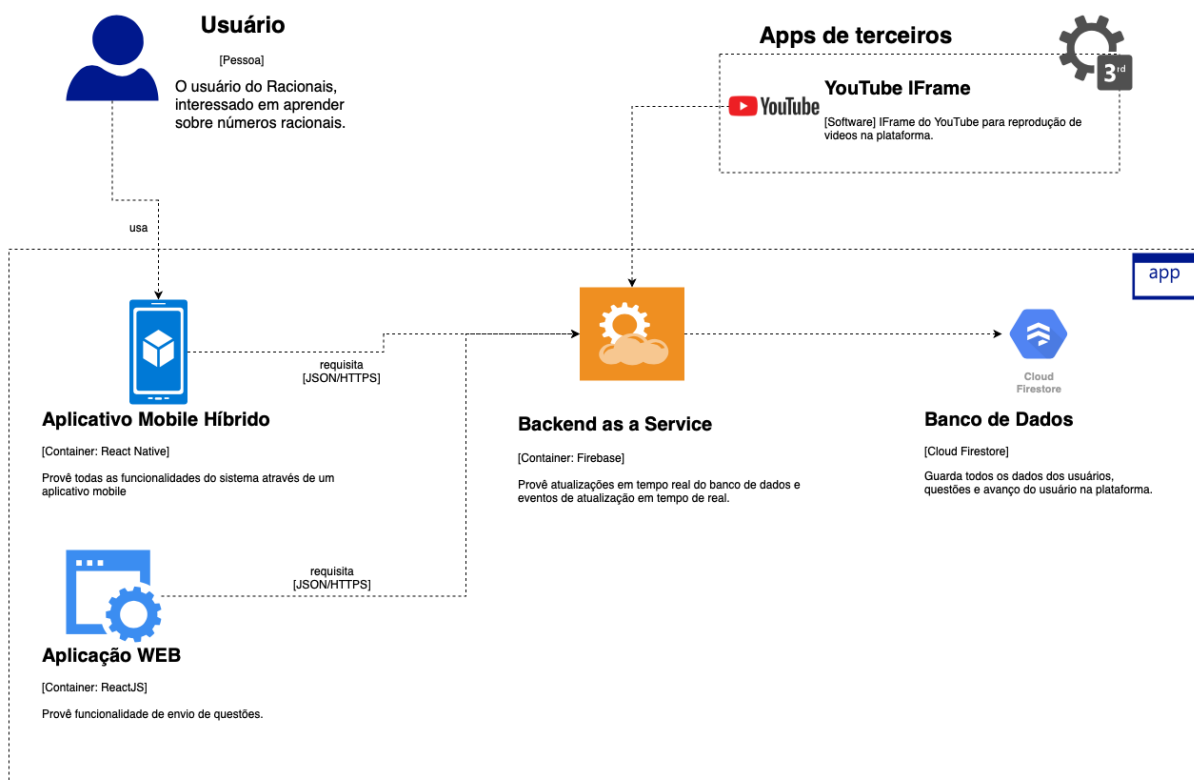 Usuário
[Pessoa]
O usuário do Racionais,
interessado em aprender
sobre números racionais.
Apps de terceiros
3rd
YouTube
YouTube IFrame
[Software] IFrame do YouTube para reprodução de
videos na plataforma.
usa
app
requisita
[JSON/HTTPS]
Cloud
Firestore
Aplicativo Mobile Híbrido
[Container: React Native]
Provê todas as funcionalidades do sistema através de um
aplicativo mobile
Backend as a Service
[Container: Firebase]
Provê atualizações em tempo real do banco de dados e
eventos de atualização em tempo de real.
Banco de Dados
[Cloud Firestore]
Guarda todos os dados dos usuários,
questões e avanço do usuário na plataforma.
requisita
[JSON/HTTPS]
Aplicação WEB
[Container: ReactJS]
Provê funcionalidade de envio de questões.